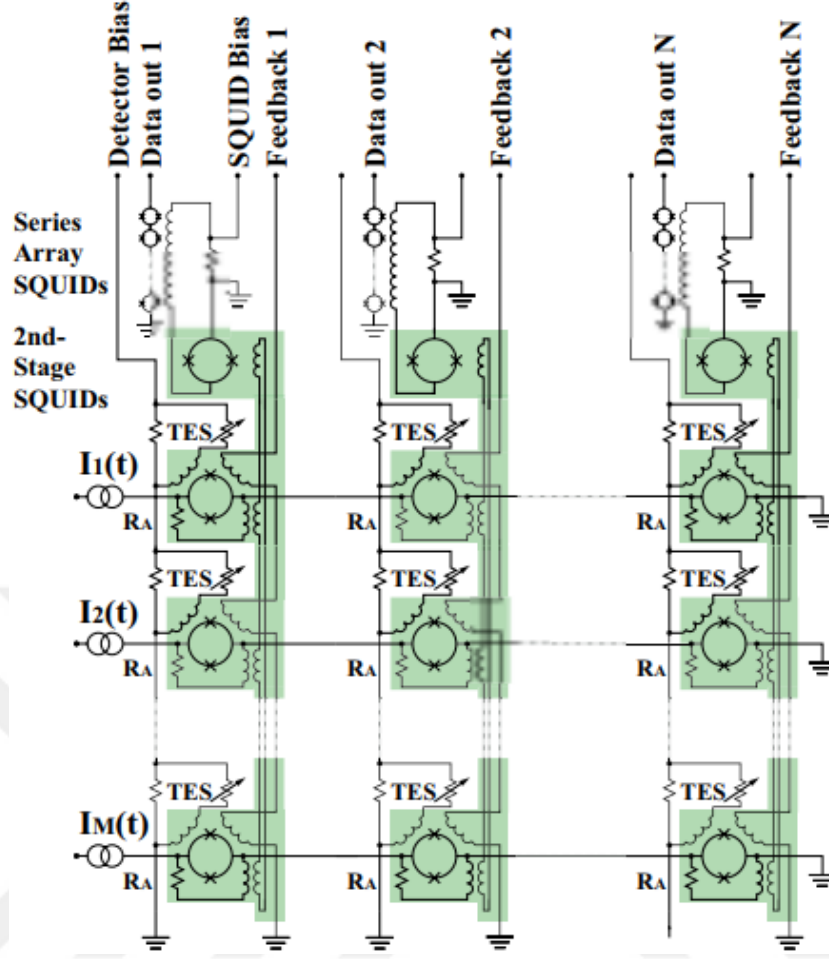 Detector Bias
Data out 1
SQUID Bias
Feedback 1
Data out 2
Feedback 2
Data out N
Feedback N
Series
Array
SQUIDs
2nd-
Stage
SQUIDs
TES TES TES
I1(t)
RA RA RA
TES TES TES
I2(t)
RA RA RA
TES TES TES
IM(t)
RA RA RA